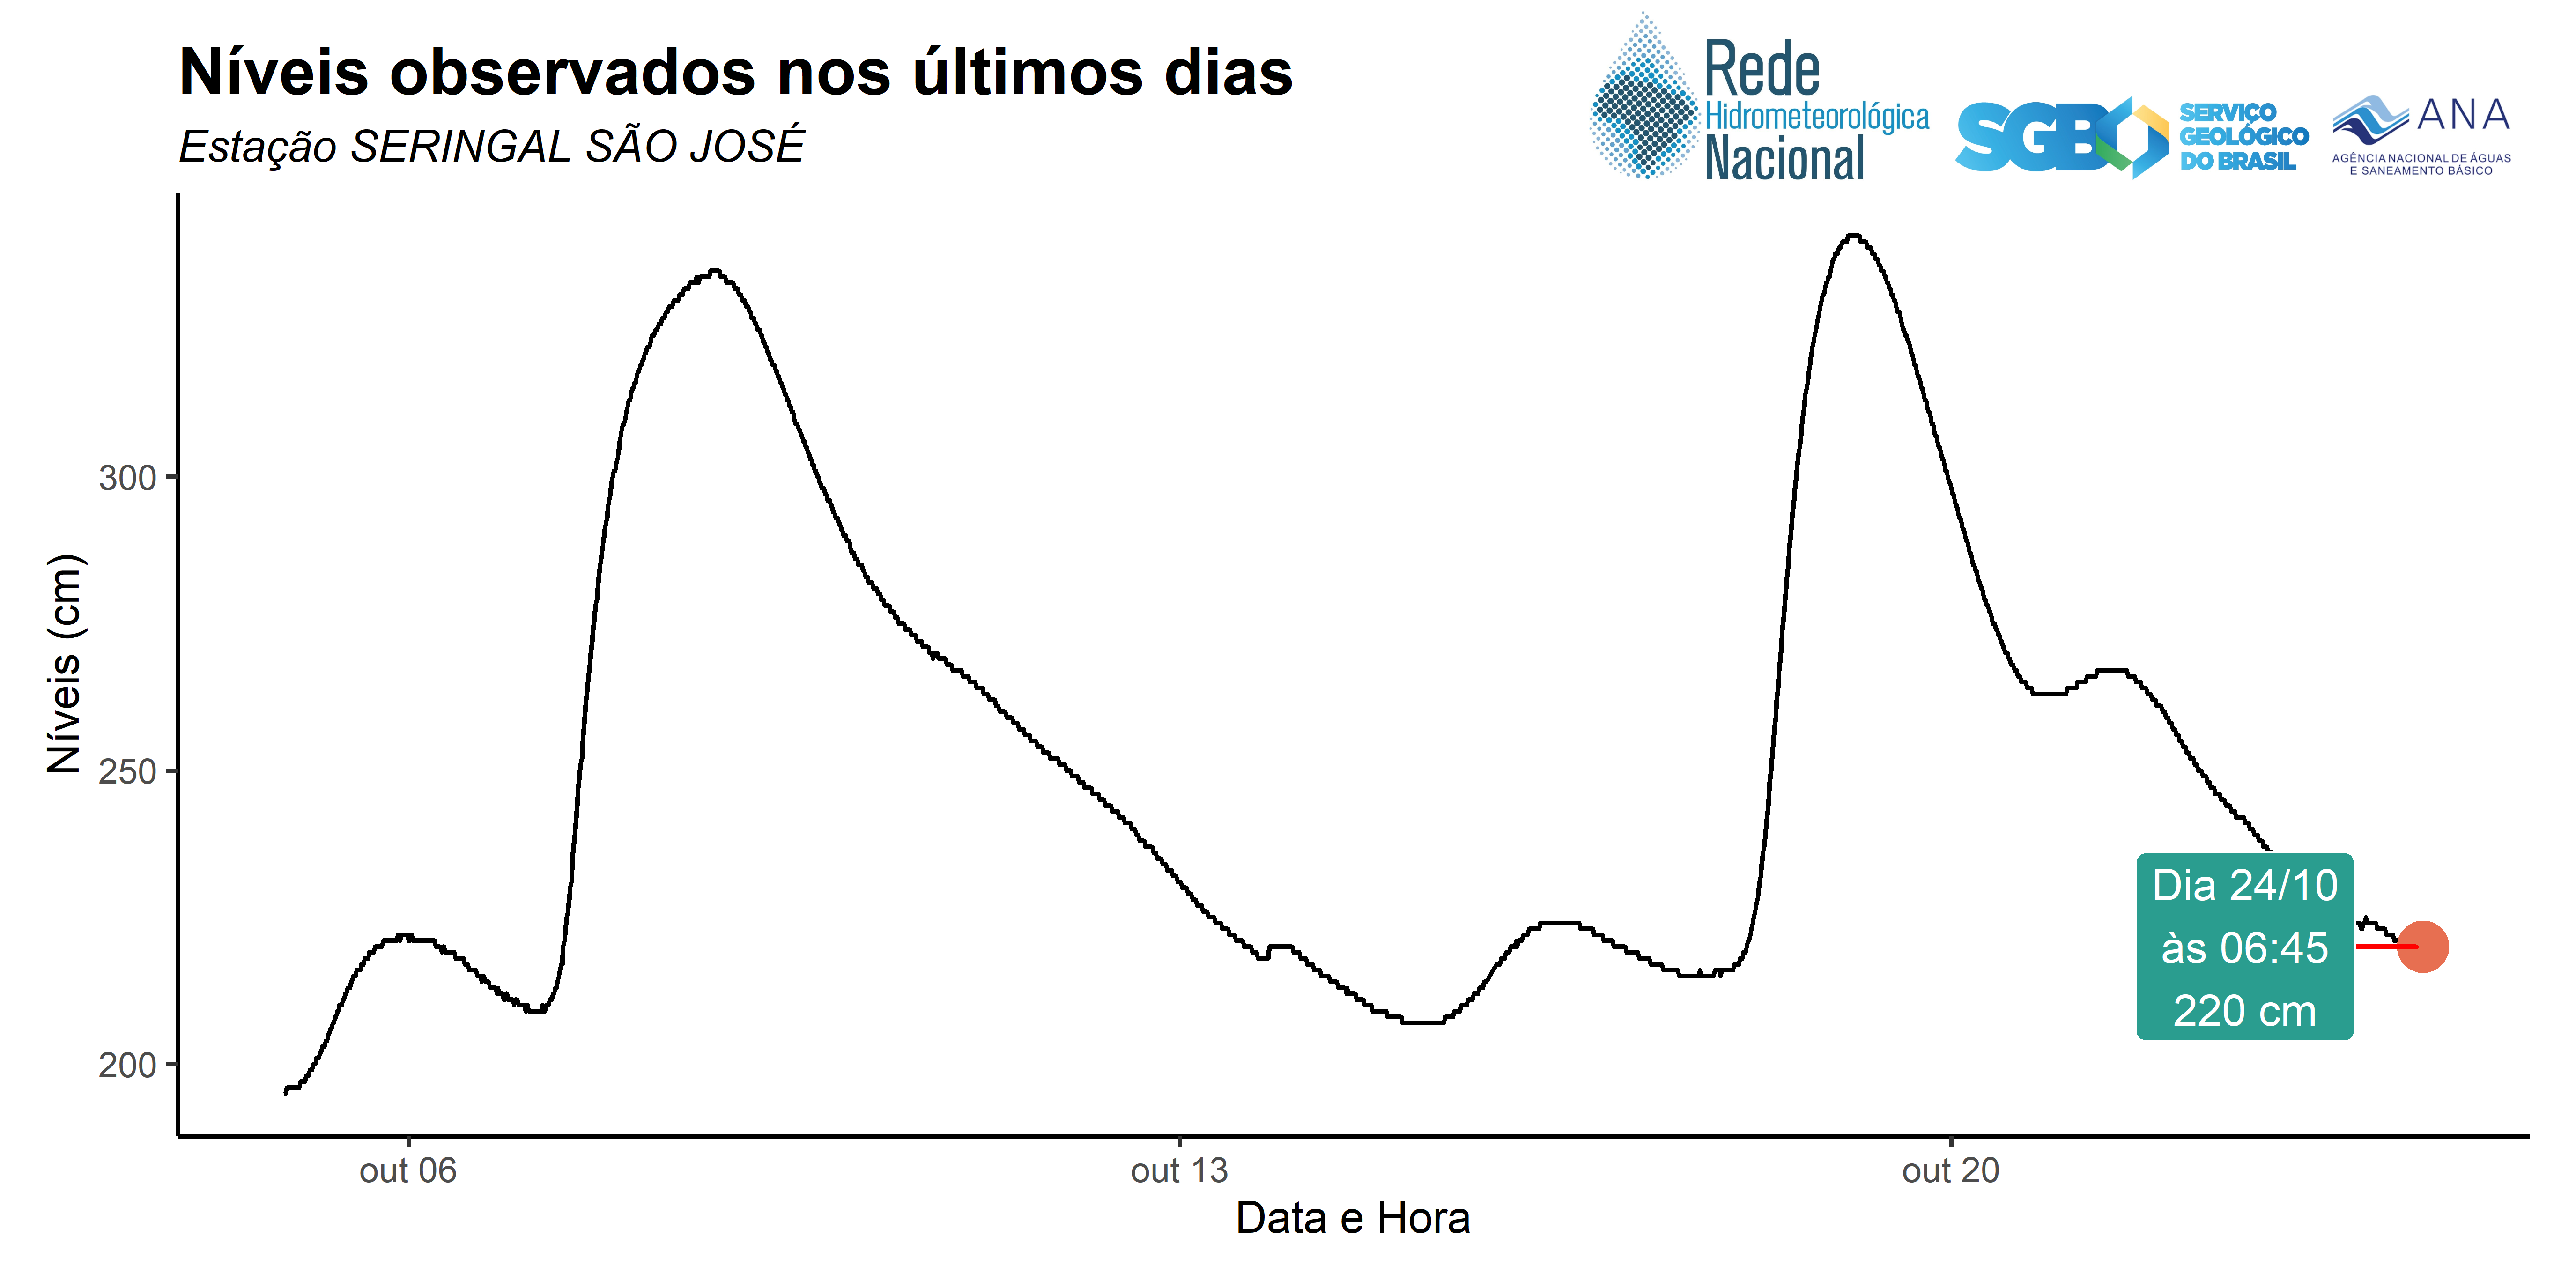 Níveis observados nos últimos dias
Estação SERINGAL SÃO JOSÉ
Rede
Hidrometeorológica
Nacional
SGB
SERVIÇO
GEOLÓGICO
DO BRASIL
ANA
AGÊNCIA NACIONAL DE ÁGUAS
E SANEAMENTO BÁSICO
Níveis (cm)
300
250
200
Dia 24/10
às 06:45
220 cm
out 06
out 13
out 20
Data e Hora